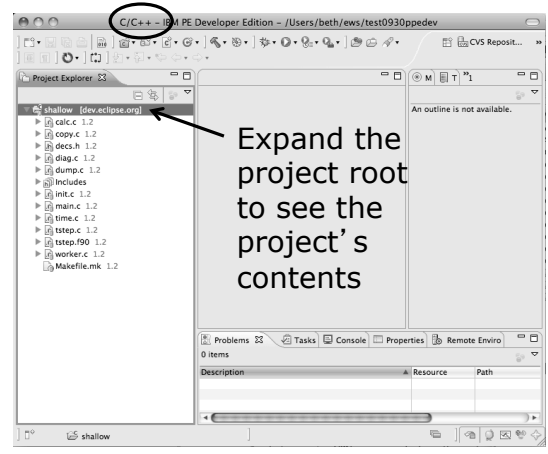 C/C++ - IBM PE Developer Edition - /Users/beth/ews/test0930ppedev
CVS Reposit... »
Project Explorer
M T »1
shallow [dev.eclipse.org]
calc.c 1.2
copy.c 1.2
decs.h 1.2
diag.c 1.2
dump.c 1.2
Includes
init.c 1.2
main.c 1.2
time.c 1.2
tstep.c 1.2
tstep.f90 1.2
worker.c 1.2
Makefile.mk 1.2
An outline is not available.
Expand the
project root
to see the
project's
contents
Problems Tasks Console Properties Remote Enviro
0 items
Description Resource Path
shallow